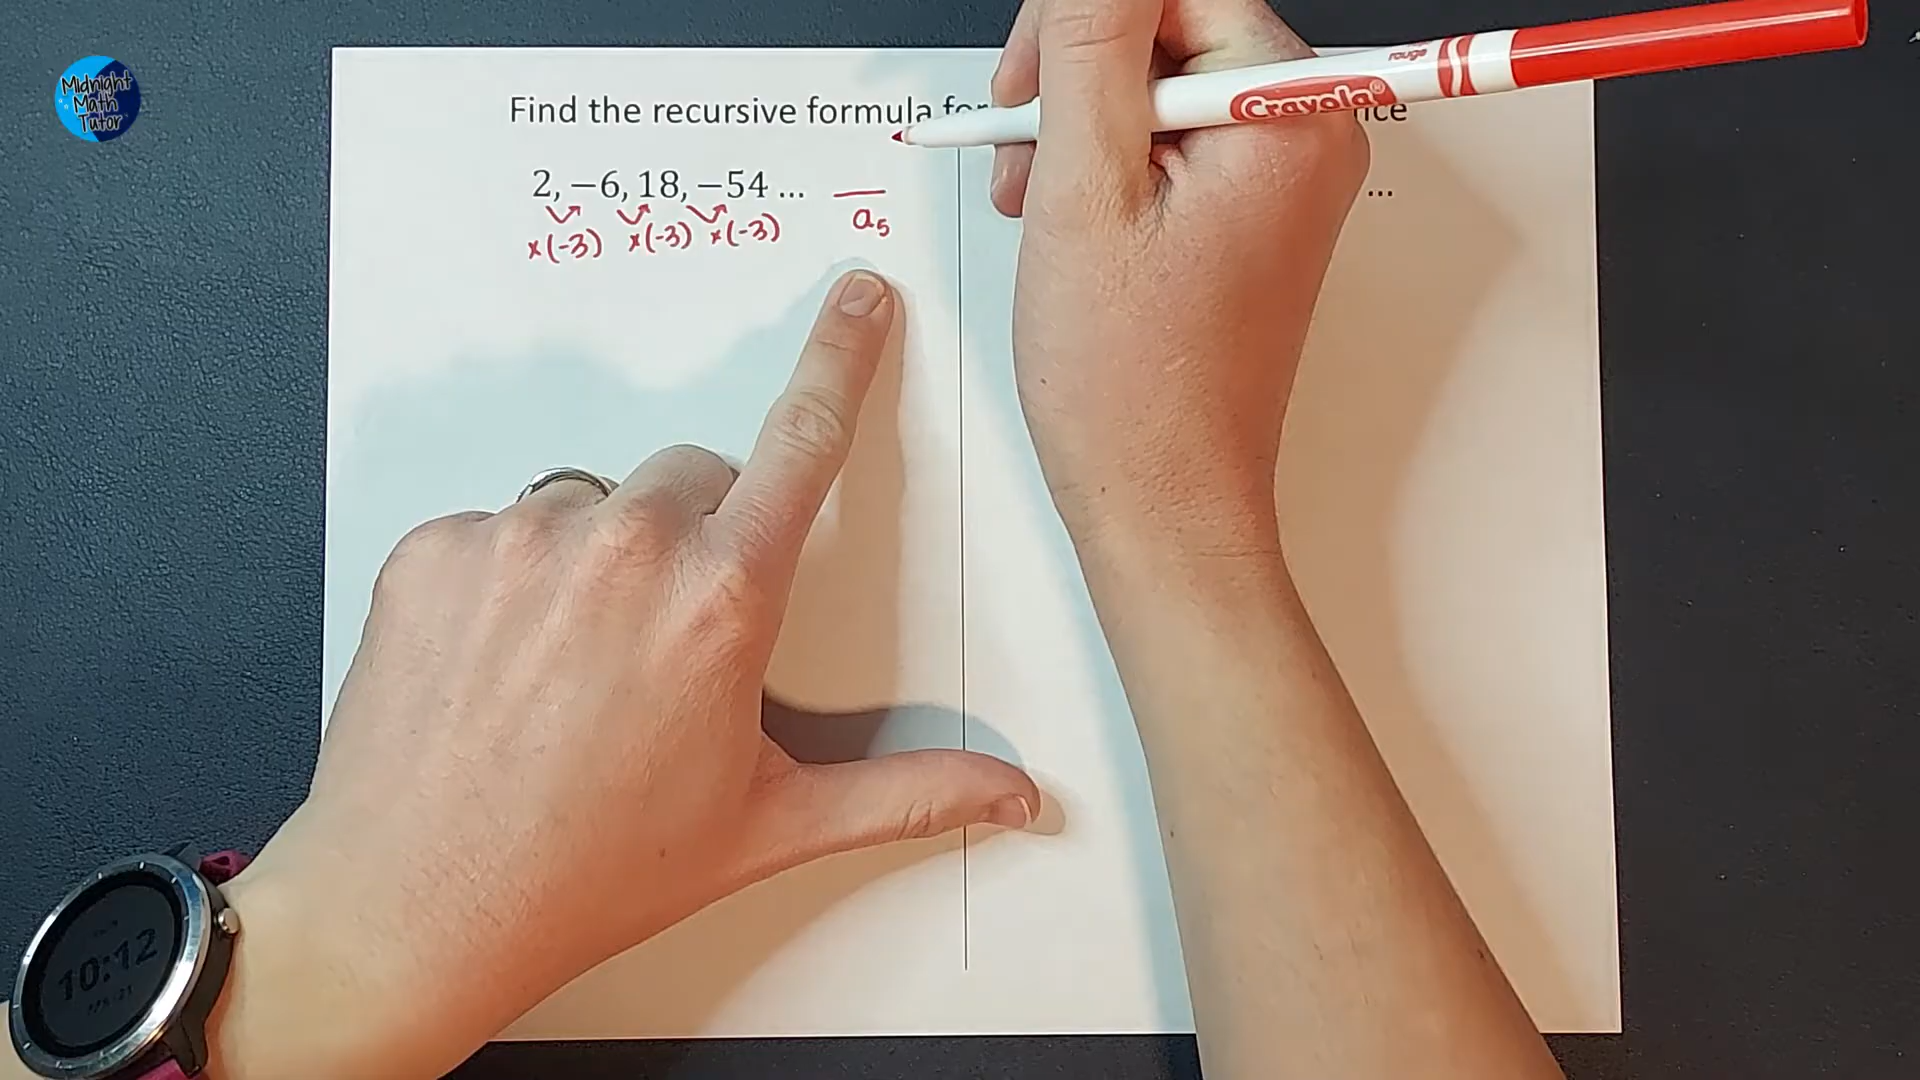 Midnight
Math
Tutor
Find the recursive formula
2, −6, 18, −54 ... __
×(-3) ×(-3) ×(-3) a₅
...
rouge
Crayola®
10:12